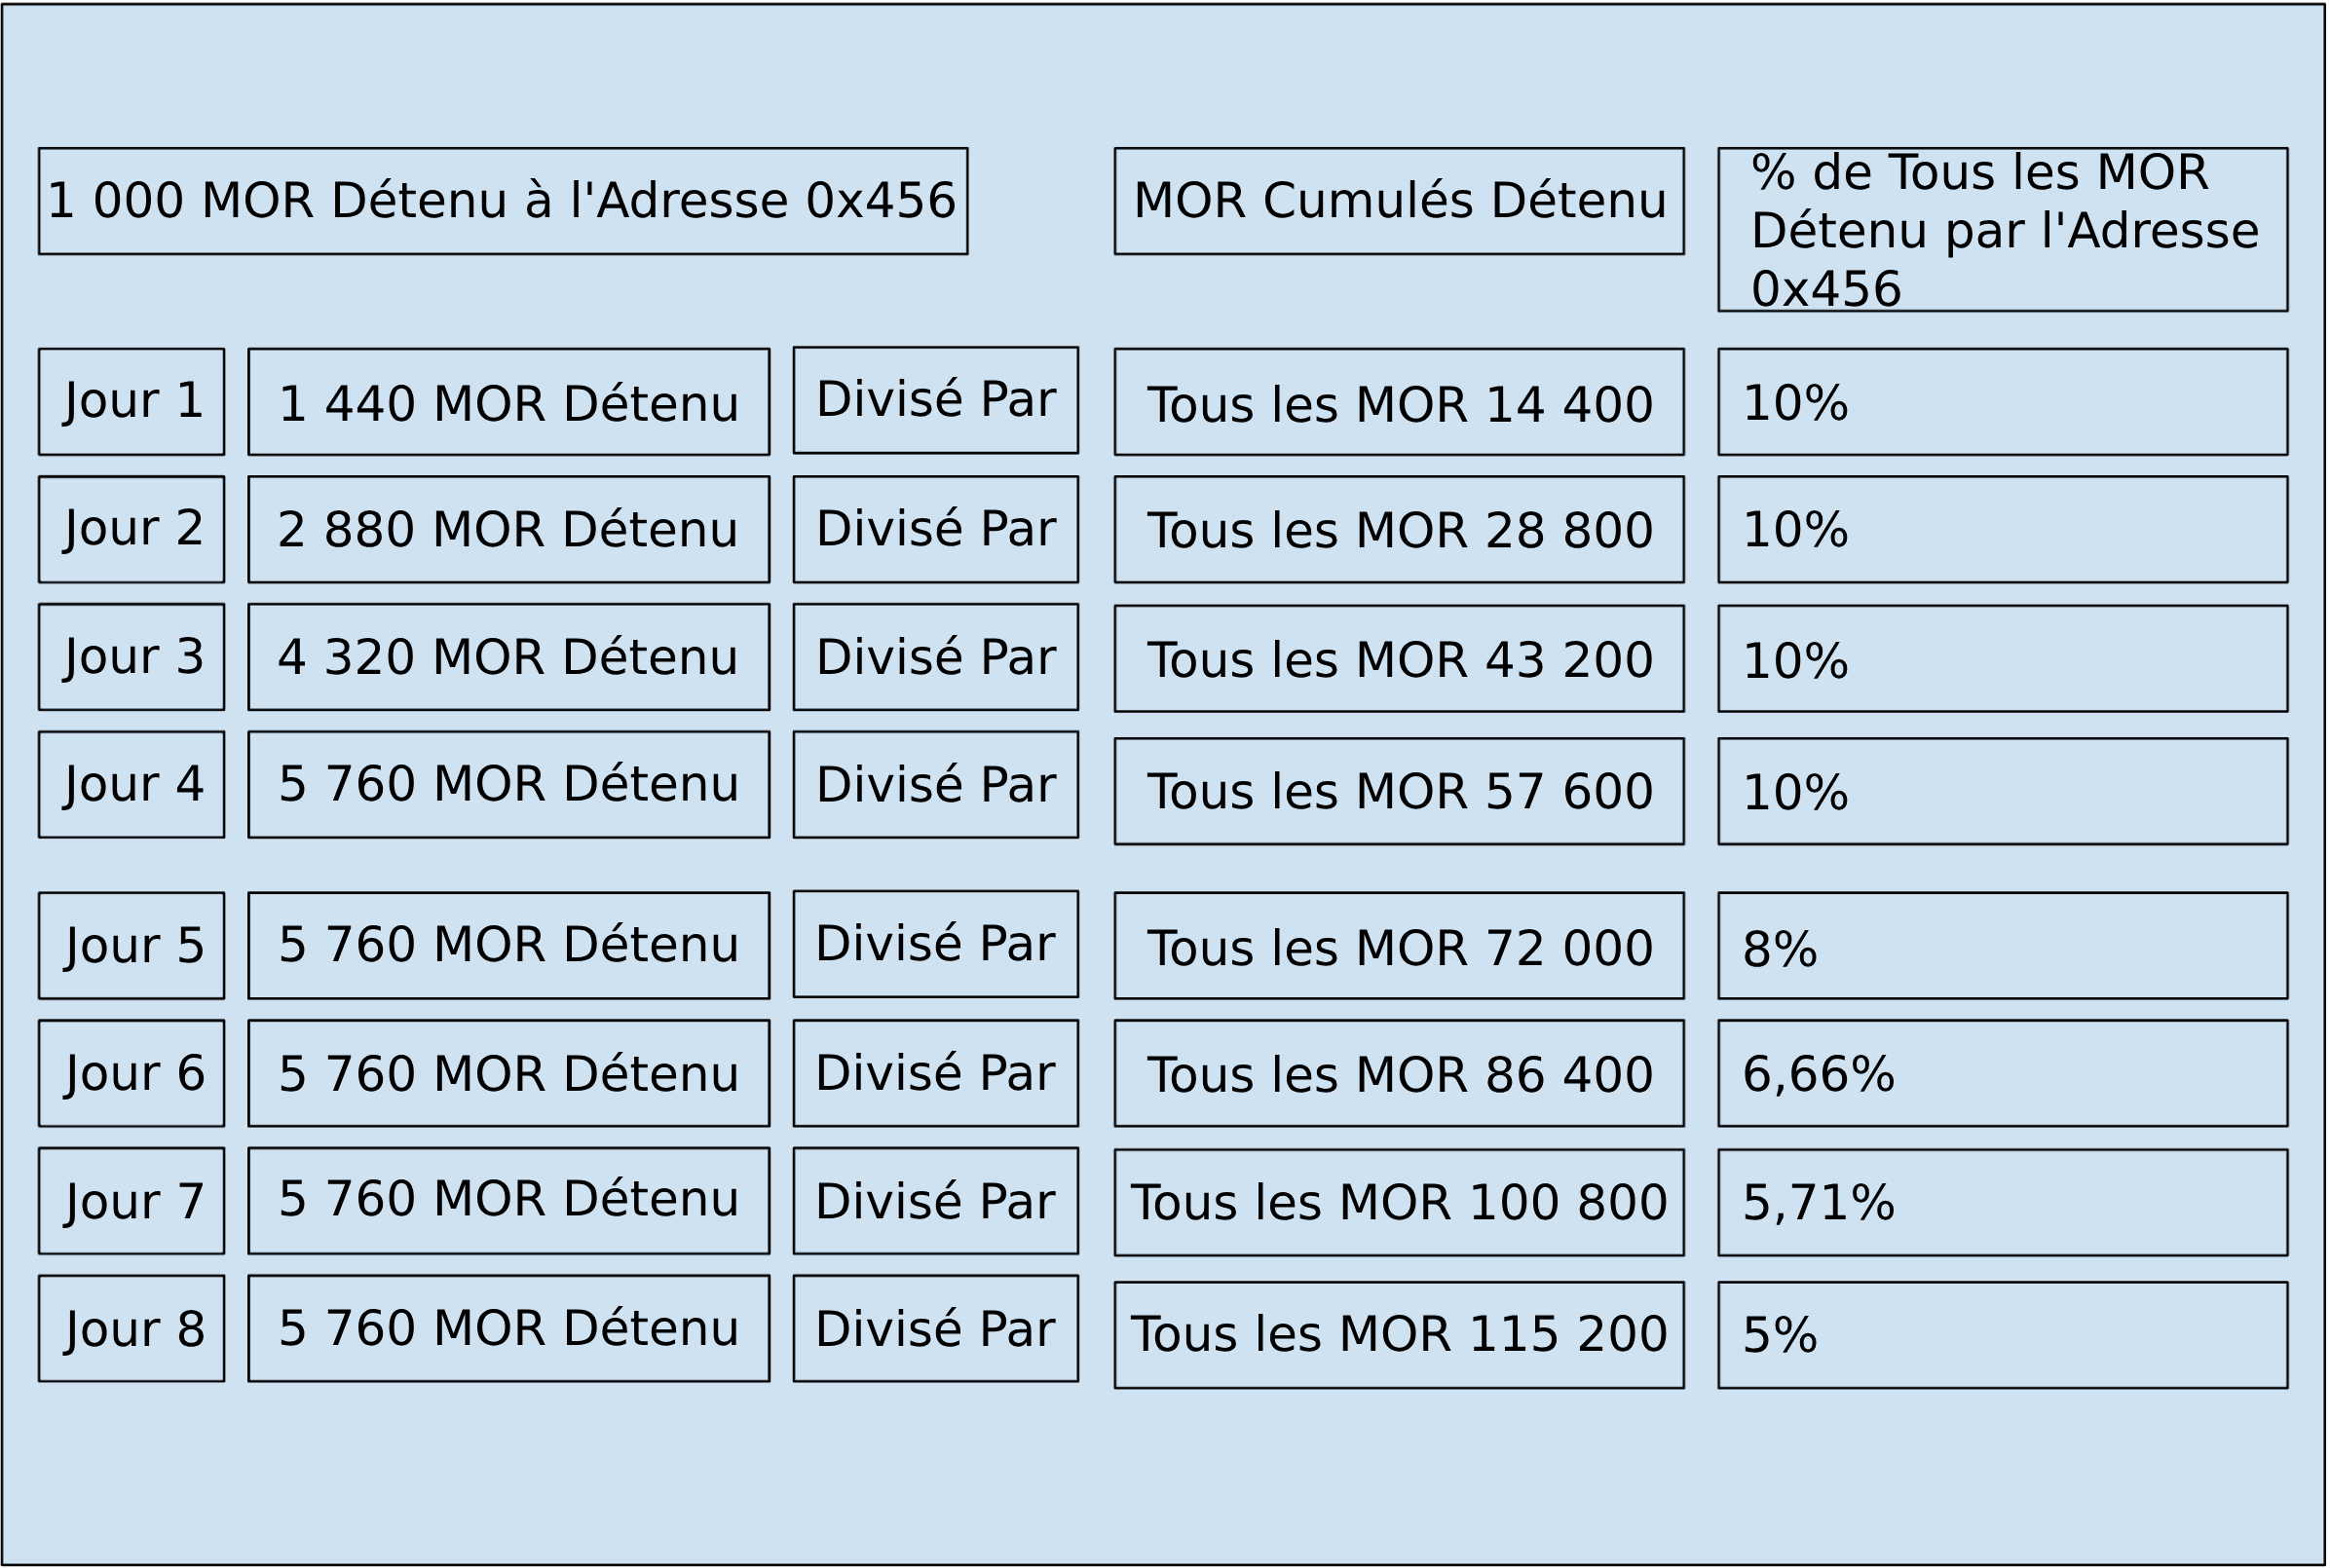 1 000 MOR Détenu à l'Adresse 0x456
MOR Cumulés Détenu
% de Tous les MOR
Détenu par l'Adresse
0x456
Jour 1 1 440 MOR Détenu Divisé Par Tous les MOR 14 400 10%
Jour 2 2 880 MOR Détenu Divisé Par Tous les MOR 28 800 10%
Jour 3 4 320 MOR Détenu Divisé Par Tous les MOR 43 200 10%
Jour 4 5 760 MOR Détenu Divisé Par Tous les MOR 57 600 10%
Jour 5 5 760 MOR Détenu Divisé Par Tous les MOR 72 000 8%
Jour 6 5 760 MOR Détenu Divisé Par Tous les MOR 86 400 6,66%
Jour 7 5 760 MOR Détenu Divisé Par Tous les MOR 100 800 5,71%
Jour 8 5 760 MOR Détenu Divisé Par Tous les MOR 115 200 5%